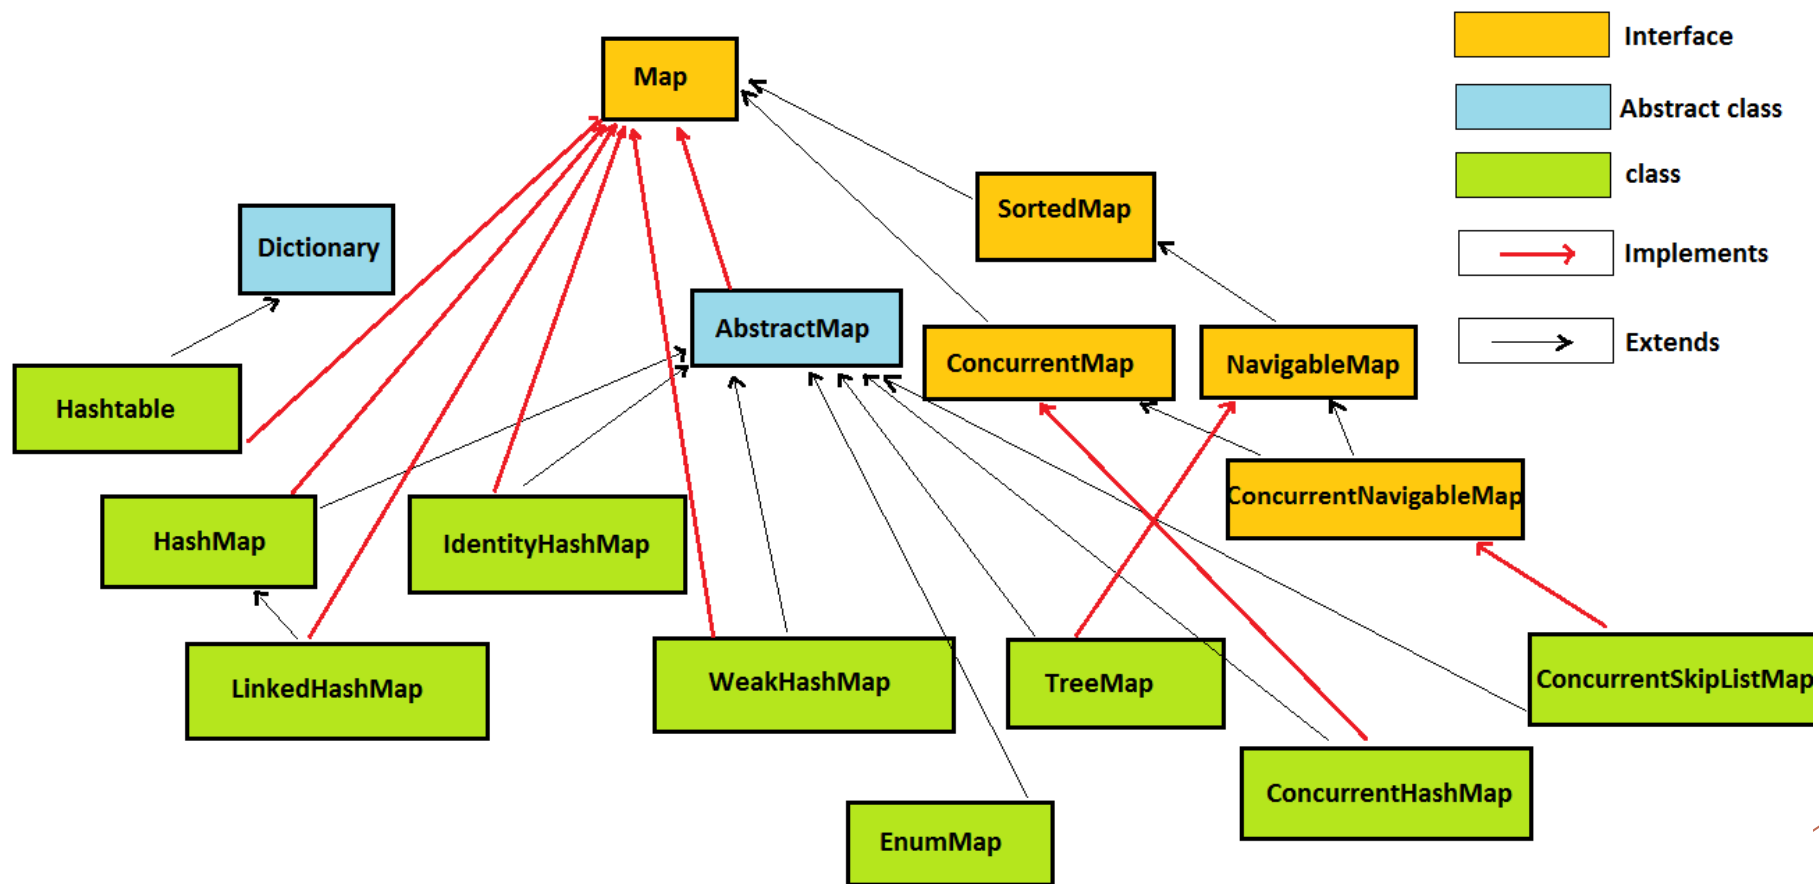 Map
Interface
Abstract class
class
SortedMap
Dictionary
Implements
AbstractMap
ConcurrentMap
NavigableMap
Extends
Hashtable
ConcurrentNavigableMap
HashMap
IdentityHashMap
LinkedHashMap
WeakHashMap
TreeMap
ConcurrentSkipListMap
ConcurrentHashMap
EnumMap